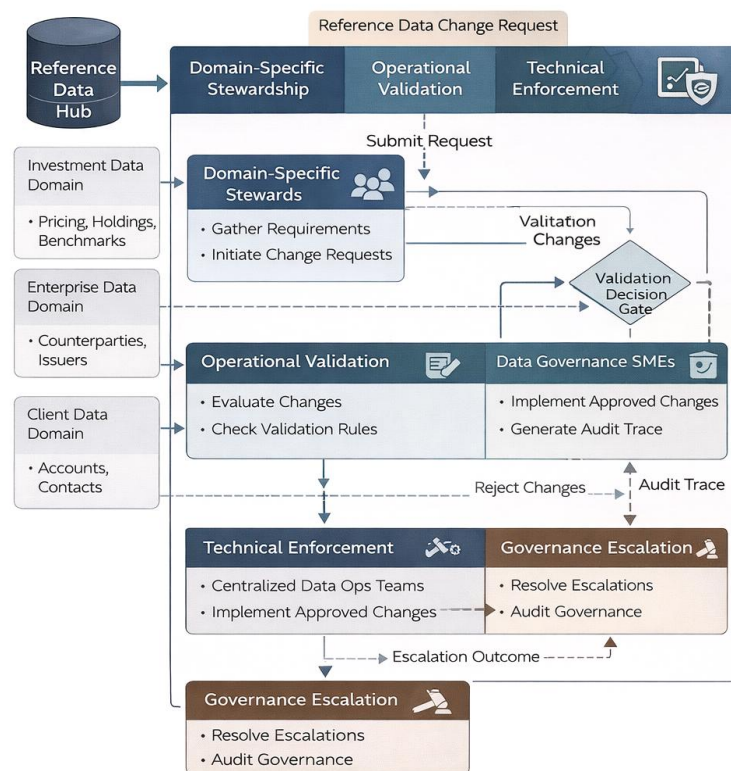 Reference Data Change Request
Reference
Data
Hub
Domain-Specific
Stewardship
Operational
Validation
Technical
Enforcement
Submit Request
Investment Data
Domain
• Pricing, Holdings,
Benchmarks
Domain-Specific
Stewards
• Gather Requirements
• Initiate Change Requests
Valitation
Changes
Validation
Decision
Gate
Enterprise Data
Domain
• Counterparties,
Issuers
Operational Validation
• Evaluate Changes
• Check Validation Rules
Data Governance SMEs
• Implement Approved Changes
• Generate Audit Trace
Client Data
Domain
• Accounts,
Contacts
Reject Changes
Audit Trace
Technical Enforcement
• Centralized Data Ops Teams
• Implement Approved Changes
Governance Escalation
• Resolve Escalations
• Audit Governance
Escalation Outcome
Governance Escalation
• Resolve Escalations
• Audit Governance